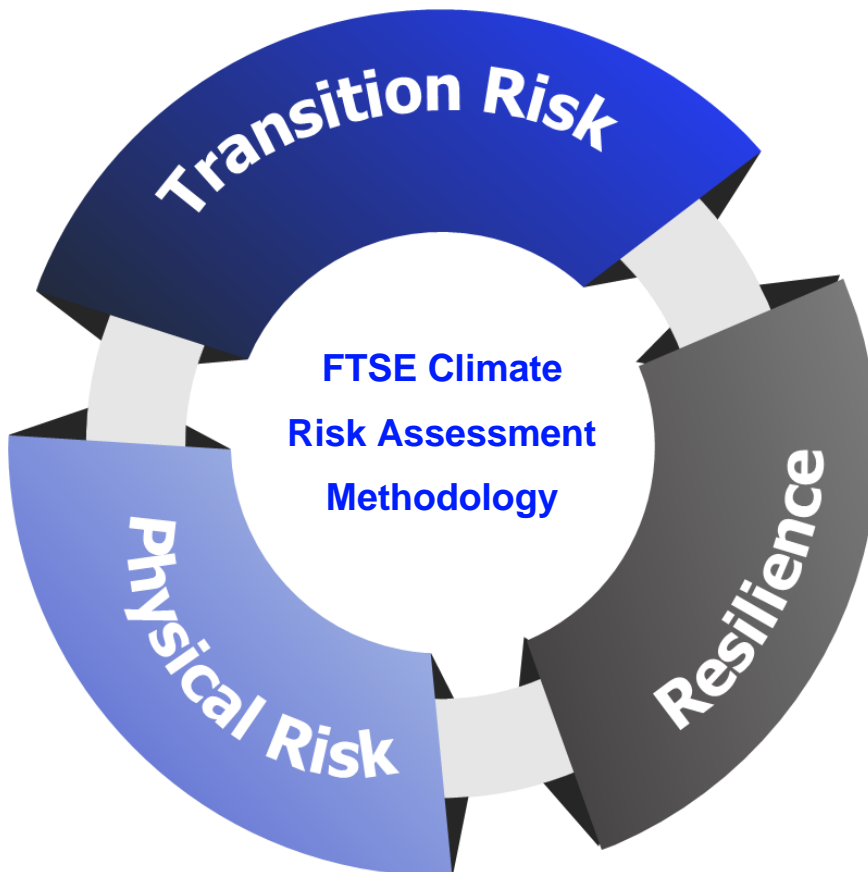 Transition Risk
FTSE Climate
Risk Assessment
Methodology
Resilience
Physical Risk